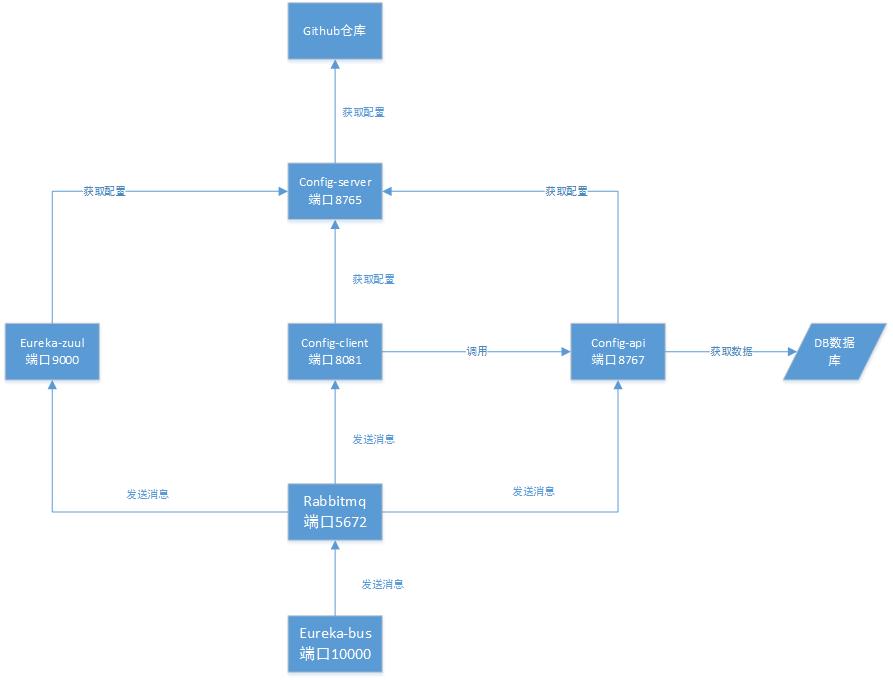 Github仓库
获取配置
Config-server
端口8765
获取配置
获取配置
获取配置
Eureka-zuul
端口9000
Config-client
端口8081
调用
Config-api
端口8767
获取数据
DB数据
库
发送消息
发送消息
发送消息
Rabbitmq
端口5672
发送消息
Eureka-bus
端口10000